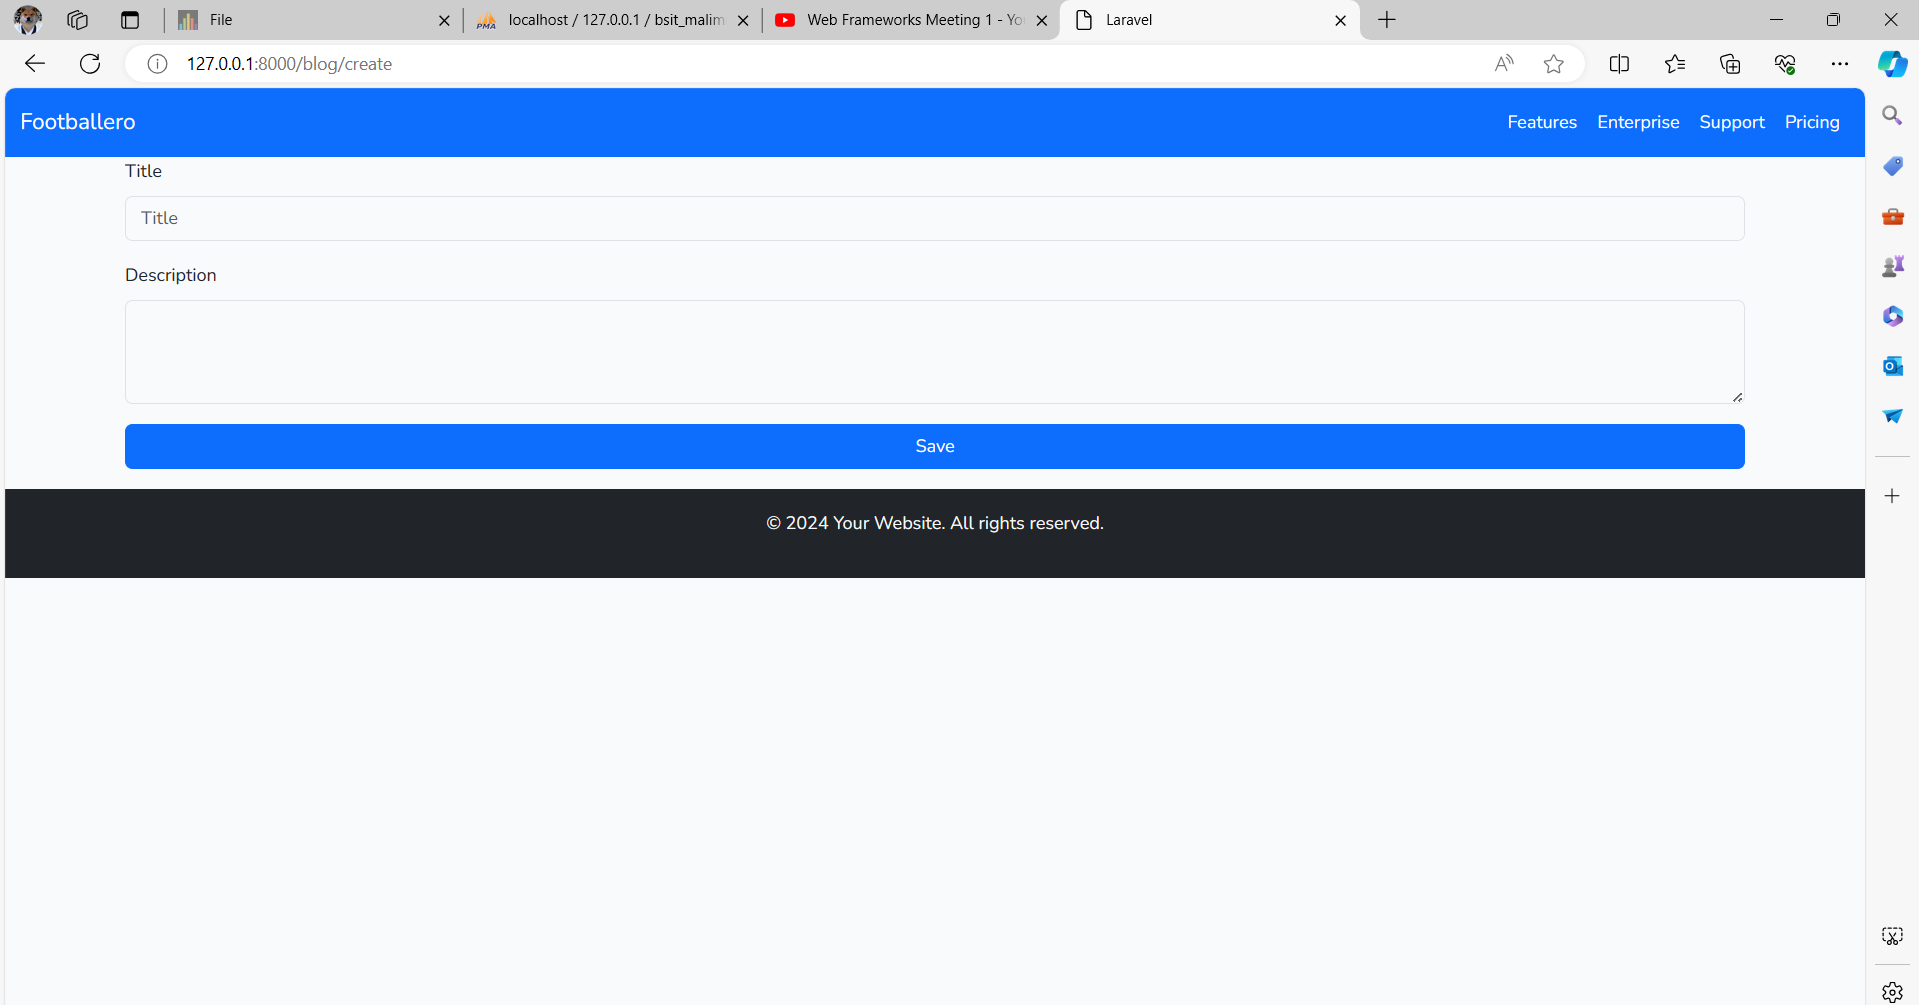 File
localhost / 127.0.0.1 / bsit_malim
Web Frameworks Meeting 1 - Yo
Laravel
127.0.0.1:8000/blog/create
Footballero
Features Enterprise Support Pricing
Title
Title
Description
Save
© 2024 Your Website. All rights reserved.